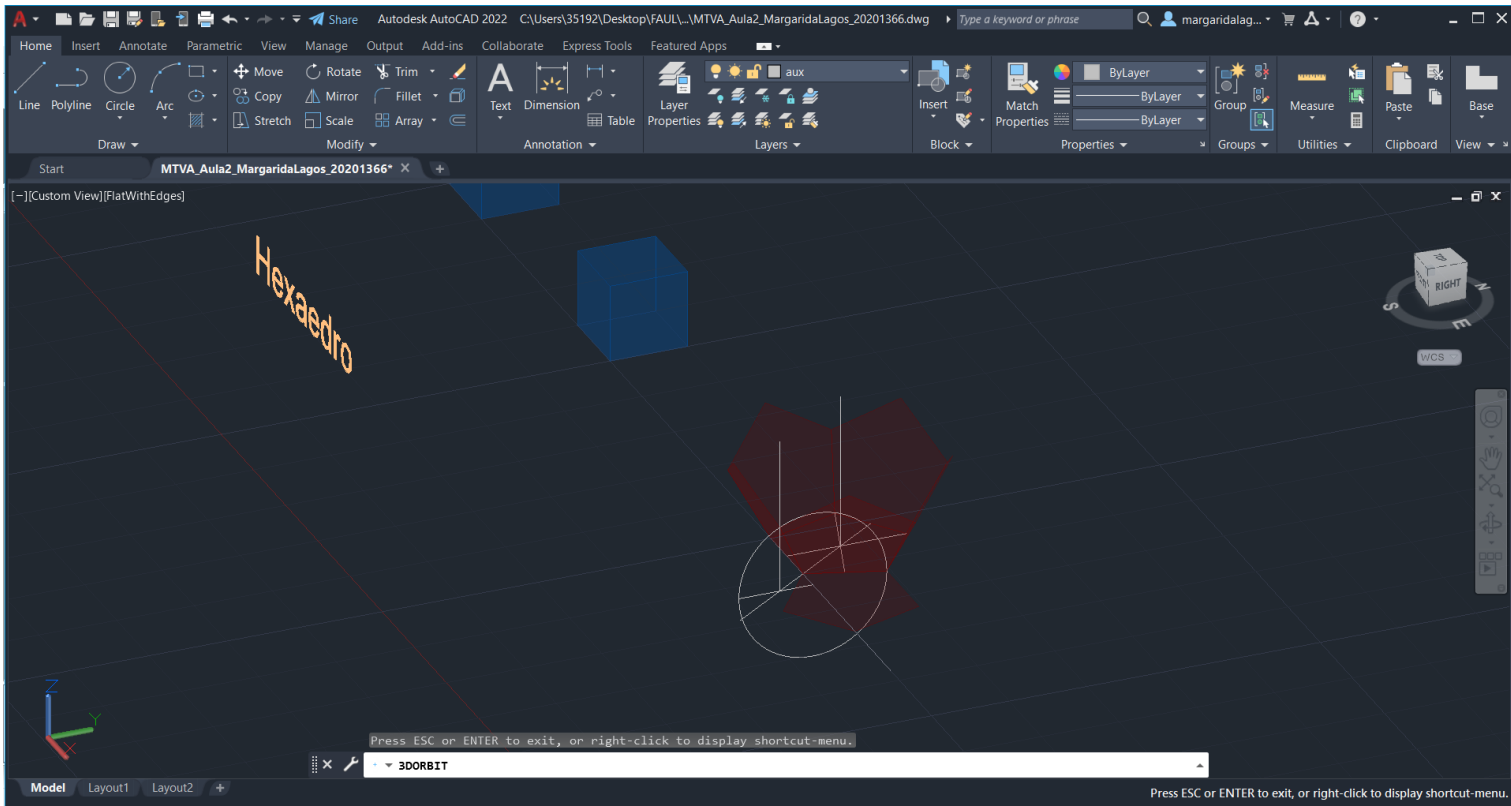 Share Autodesk AutoCAD 2022 C:\Users\35192\Desktop\FAUL\...\MTVA_Aula2_MargaridaLagos_20201366.dwg Type a keyword or phrase margaridalag...
Home Insert Annotate Parametric View Manage Output Add-ins Collaborate Express Tools Featured Apps
Line Polyline Circle Arc
Move Rotate Trim
Copy Mirror Fillet
Stretch Scale Array
Text Dimension Table
Layer Properties
aux
Insert
Match Properties
ByLayer
ByLayer
ByLayer
Group Measure Paste Base
Draw Modify Annotation Layers Block Properties Groups Utilities Clipboard View
Start MTVA_Aula2_MargaridaLagos_20201366*
[−][Custom View][FlatWithEdges]
Hexaedro
RIGHT
S
N
E
WCS
Z
Y
X
Press ESC or ENTER to exit, or right-click to display shortcut-menu.
3DORBIT
Model Layout1 Layout2
Press ESC or ENTER to exit, or right-click to display shortcut-menu.